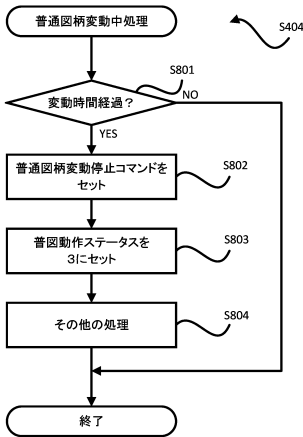 普通図柄変動中処理
S404
S801
変動時間経過？
NO
YES
普通図柄変動停止コマンドを
セット
S802
普図動作ステータスを
３にセット
S803
その他の処理
S804
終了